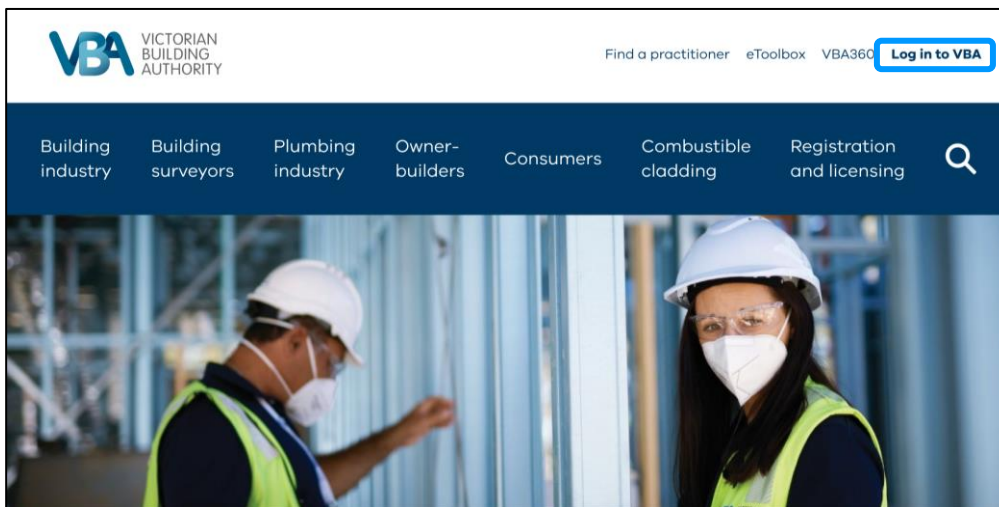 VBA VICTORIAN
BUILDING
AUTHORITY
Find a practitioner eToolbox VBA360 Log in to VBA
Building
industry
Building
surveyors
Plumbing
industry
Owner-
builders
Consumers
Combustible
cladding
Registration
and licensing